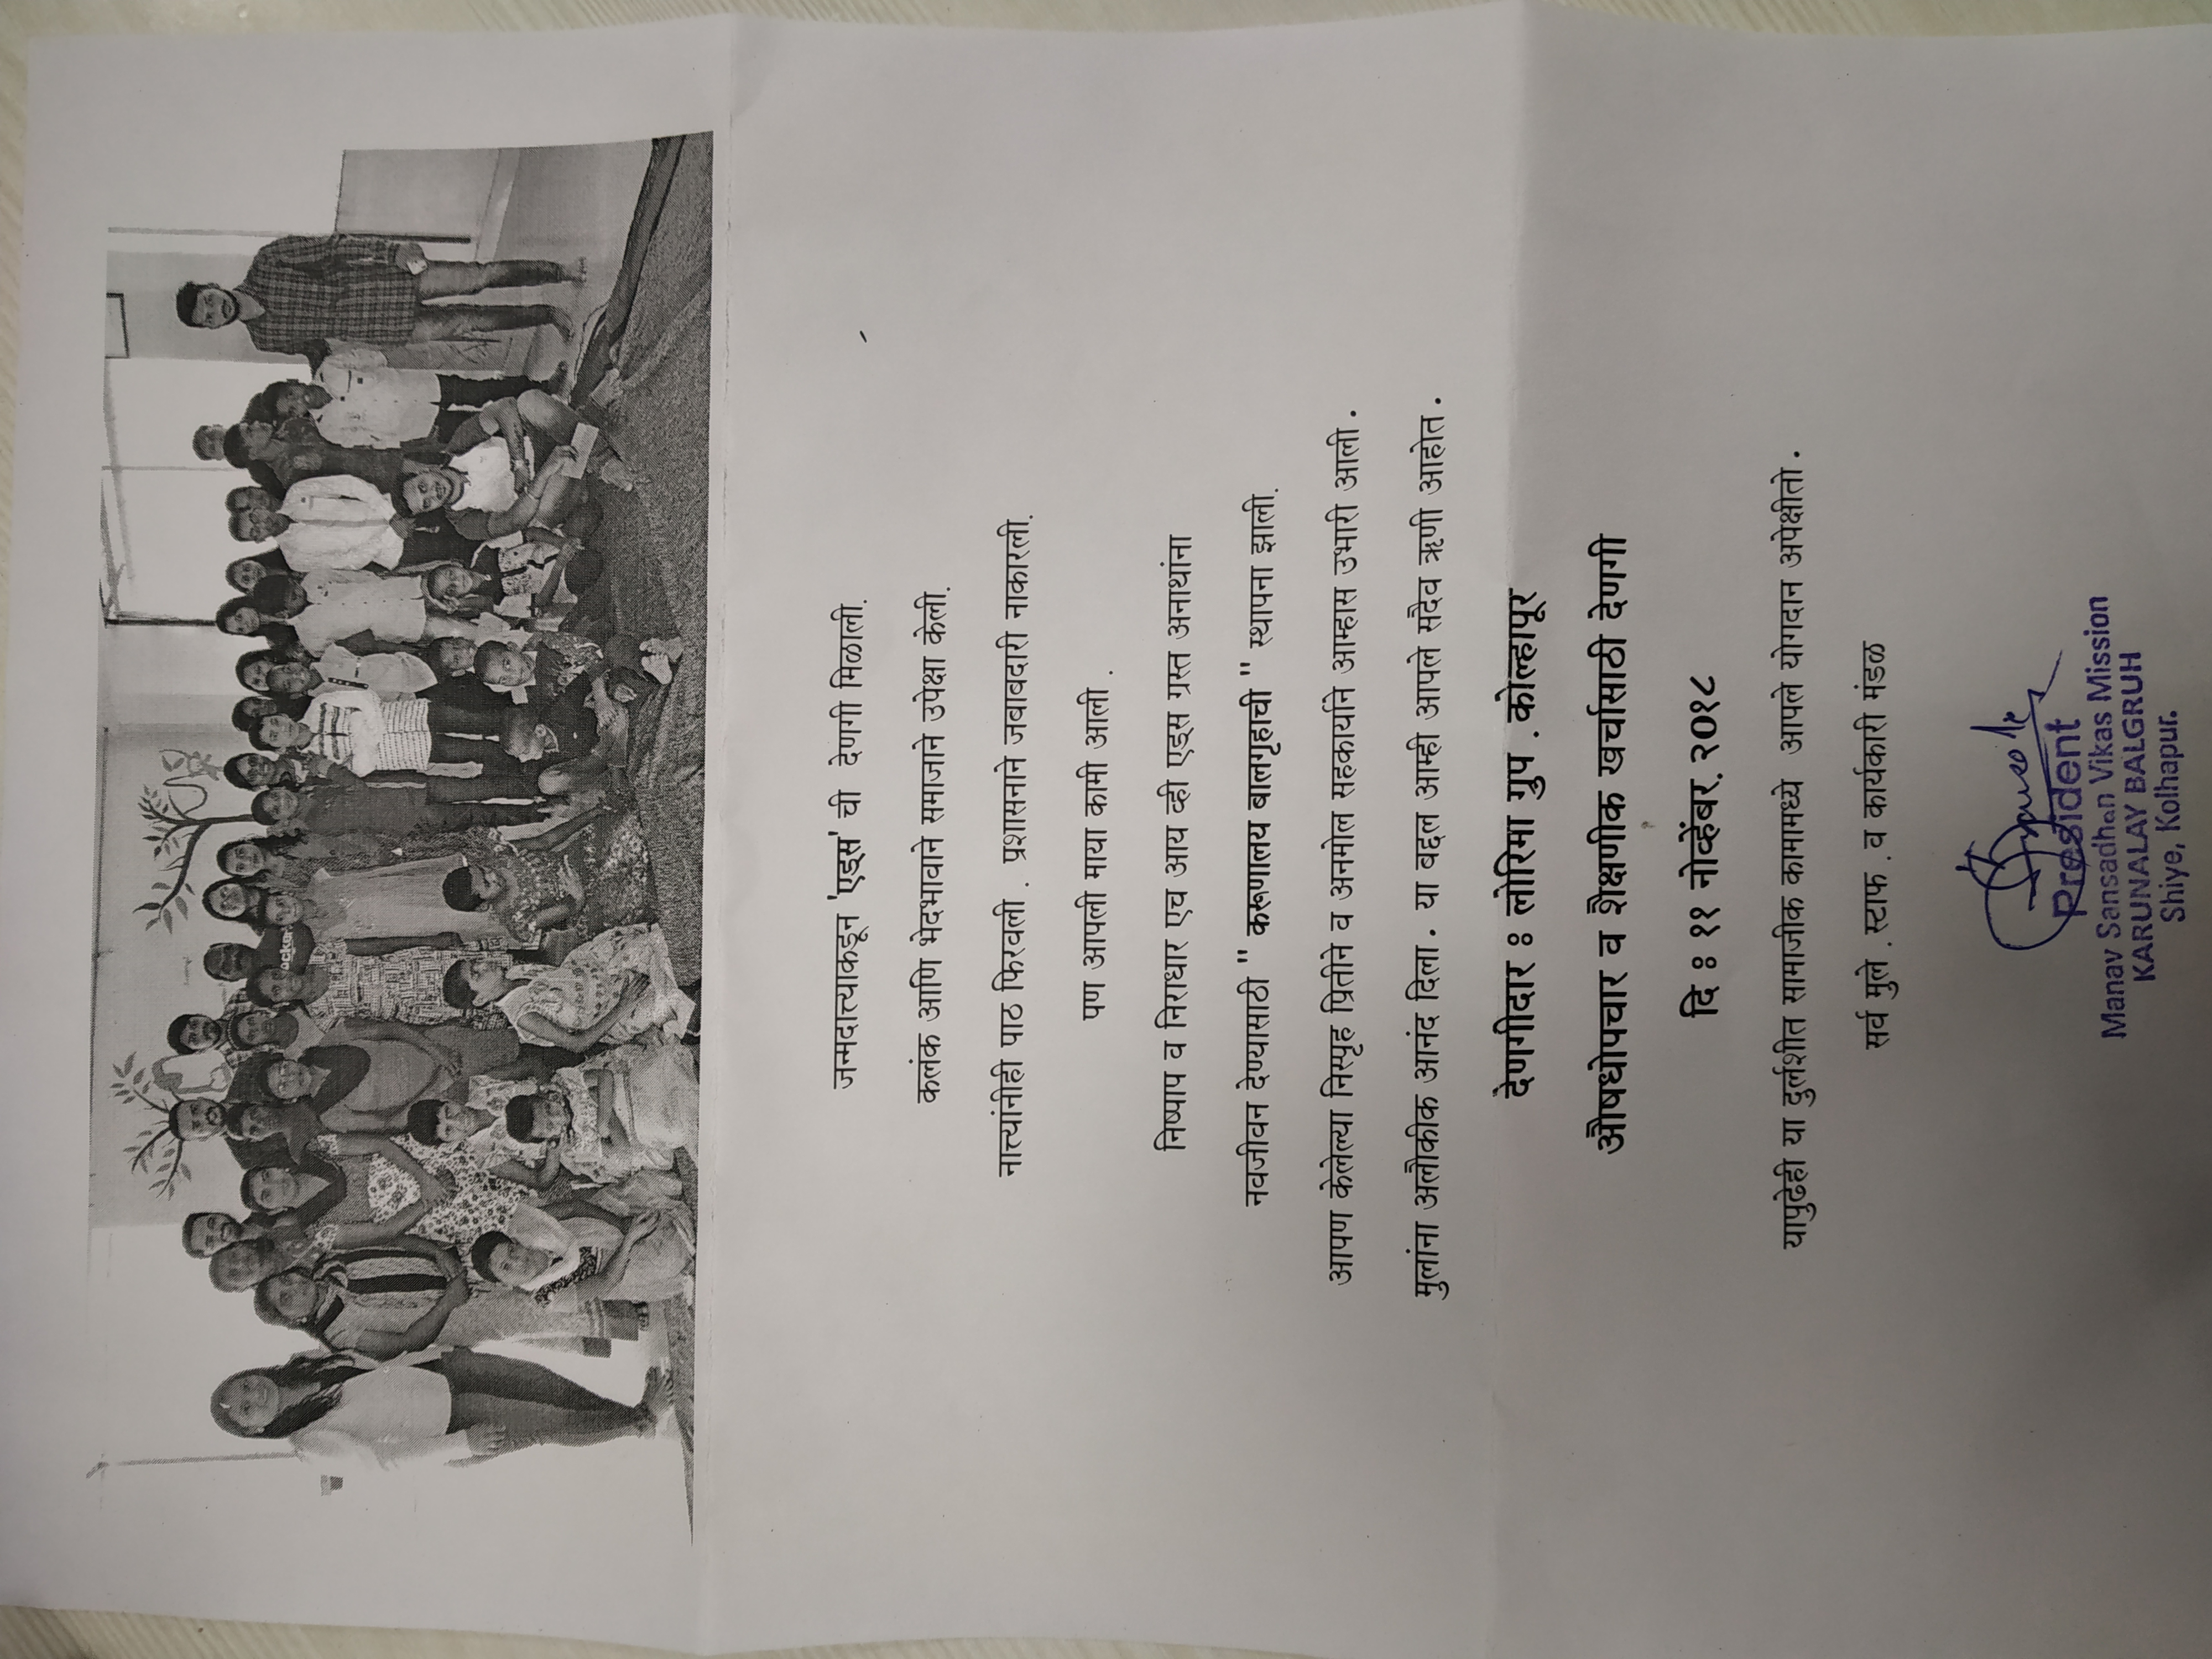 ocker
जन्मदात्त्याकडून 'एड्स' ची देणगी मिळाली.
कलंक आणि भेदभावाने समाजाने उपेक्षा केली.
नात्त्यांनीही पाठ फिरवली . प्रशासनाने जबाबदारी नाकारली.
पण आपली माया कामी आली .
निष्पाप व निराधार एच आय व्ही एड्स ग्रस्त अनाथांना
नवजीवन देण्यासाठी " करूणालय बालगृहाची " स्थापना झाली.
आपण केलेल्या निस्पृह प्रितीने व अनमोल सहकार्याने आम्हास उभारी आली .
मुलांना अलौकीक आनंद दिला . या बद्दल आम्ही आपले सदैव ऋणी आहोत .
देणगीदार : लोरिमा ग्रुप . कोल्हापूर
औषधोपचार व शैक्षणीक खर्चासाठी देणगी
दि : ११ नोव्हेंबर. २०१८
यापुढेही या दुर्लशीत सामाजीक कामामध्ये आपले योगदान अपेक्षीतो .
सर्व मुले . स्टाफ . व कार्यकारी मंडळ
President
Manav Sansadhan Vikas Mission
KARUNALAY BALGRUH
Shiye, Kolhapur.